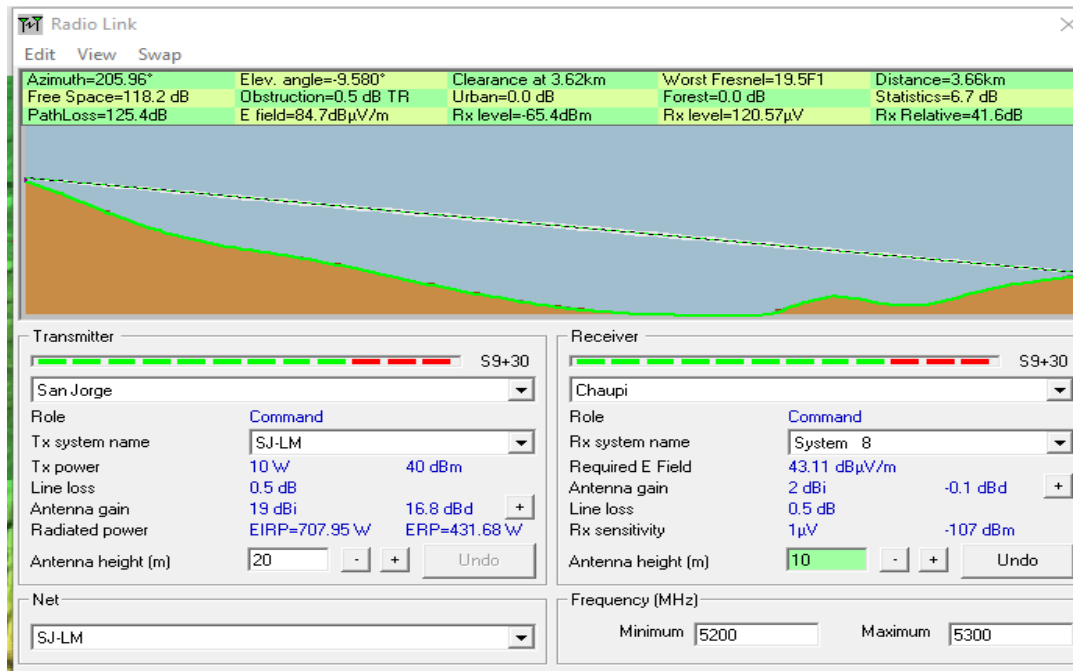 Radio Link
Edit View Swap
Azimuth=205.96° Elev. angle=-9.580° Clearance at 3.62km Worst Fresnel=19.5F1 Distance=3.66km
Free Space=118.2 dB Obstruction=0.5 dB TR Urban=0.0 dB Forest=0.0 dB Statistics=6.7 dB
PathLoss=125.4dB E field=84.7dBμV/m Rx level=-65.4dBm Rx level=120.57μV Rx Relative=41.6dB
Transmitter
S9+30
San Jorge
Role Command
Tx system name SJ-LM
Tx power 10 W 40 dBm
Line loss 0.5 dB
Antenna gain 19 dBi 16.8 dBd +
Radiated power EIRP=707.95 W ERP=431.68 W
Antenna height (m) 20 - + Undo
Net
SJ-LM
Receiver
S9+30
Chaupi
Role Command
Rx system name System 8
Required E Field 43.11 dBμV/m
Antenna gain 2 dBi -0.1 dBd +
Line loss 0.5 dB
Rx sensitivity 1μV -107 dBm
Antenna height (m) 10 - + Undo
Frequency (MHz)
Minimum 5200 Maximum 5300